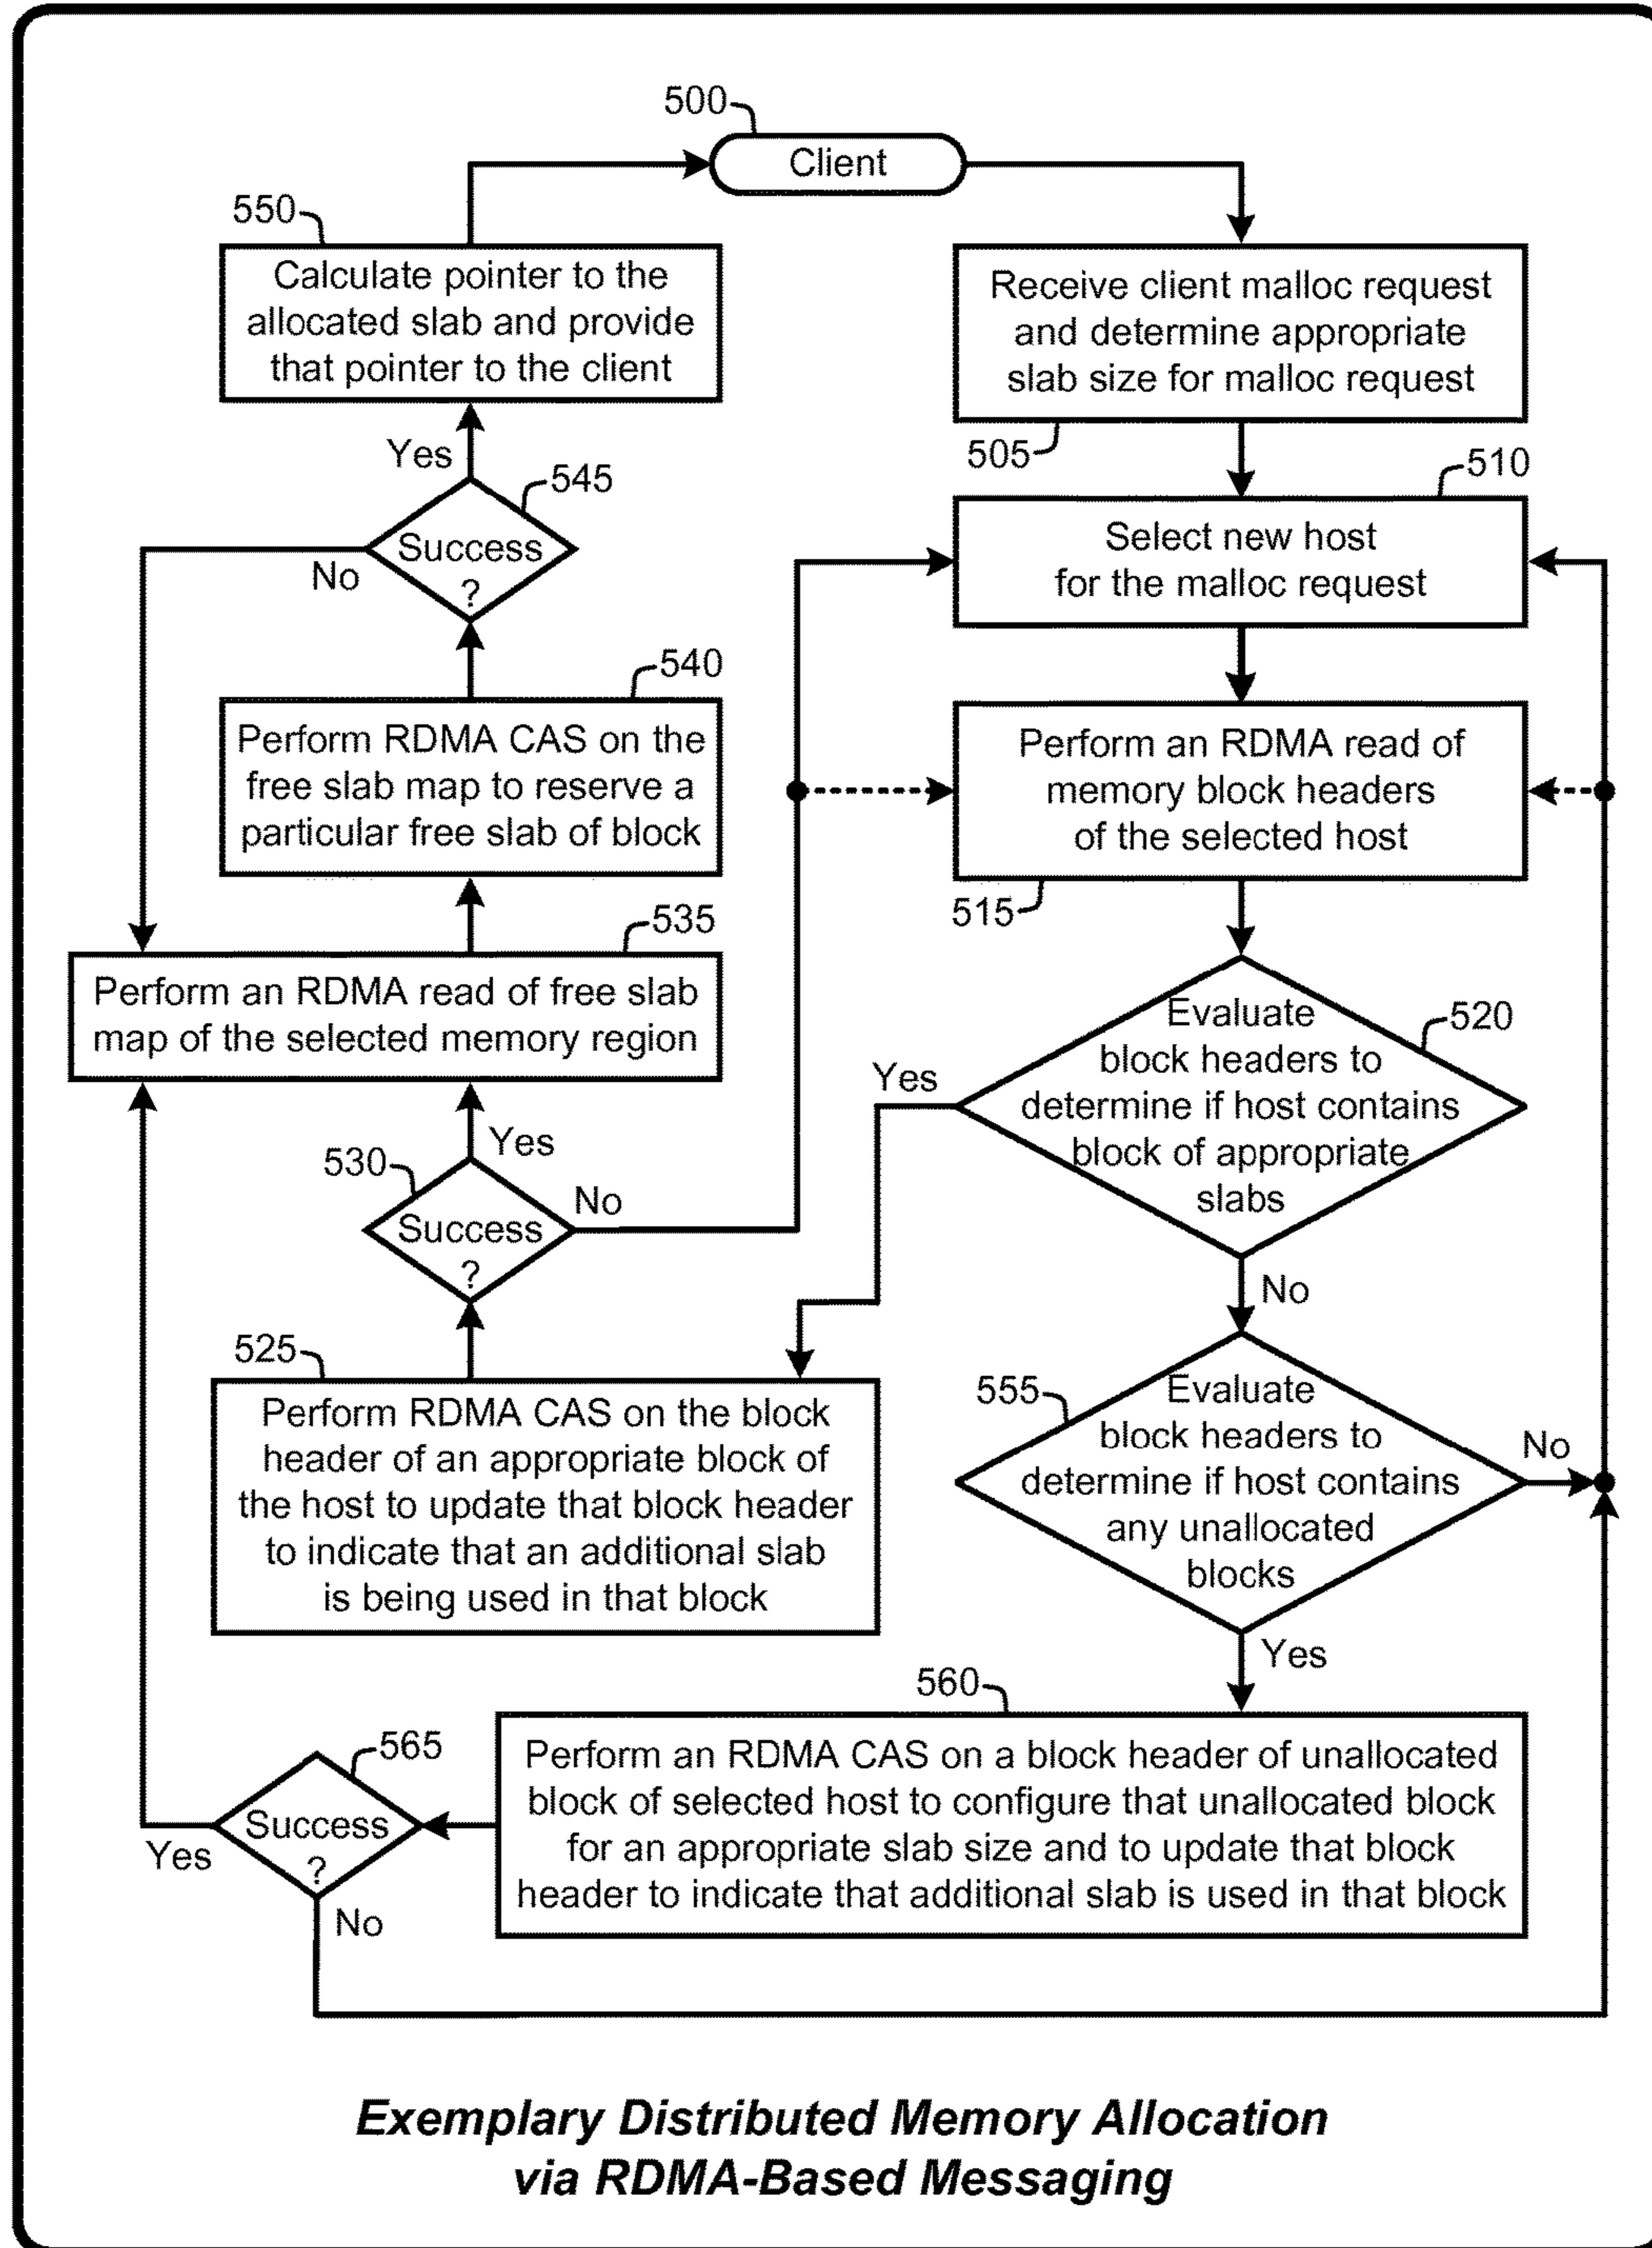 500
Client
550
Calculate pointer to the
allocated slab and provide
that pointer to the client
Receive client malloc request
and determine appropriate
slab size for malloc request
505
Yes
545
Success
?
No
510
Select new host
for the malloc request
540
Perform RDMA CAS on the
free slab map to reserve a
particular free slab of block
Perform an RDMA read of
memory block headers
of the selected host
515
535
Perform an RDMA read of free slab
map of the selected memory region
Evaluate
block headers to
determine if host contains
block of appropriate
slabs
520
Yes
No
Yes
530
Success
?
No
525
Perform RDMA CAS on the block
header of an appropriate block of
the host to update that block header
to indicate that an additional slab
is being used in that block
555
Evaluate
block headers to
determine if host contains
any unallocated
blocks
No
Yes
560
Perform an RDMA CAS on a block header of unallocated
block of selected host to configure that unallocated block
for an appropriate slab size and to update that block
header to indicate that additional slab is used in that block
565
Success
?
Yes
No
Exemplary Distributed Memory Allocation
via RDMA-Based Messaging